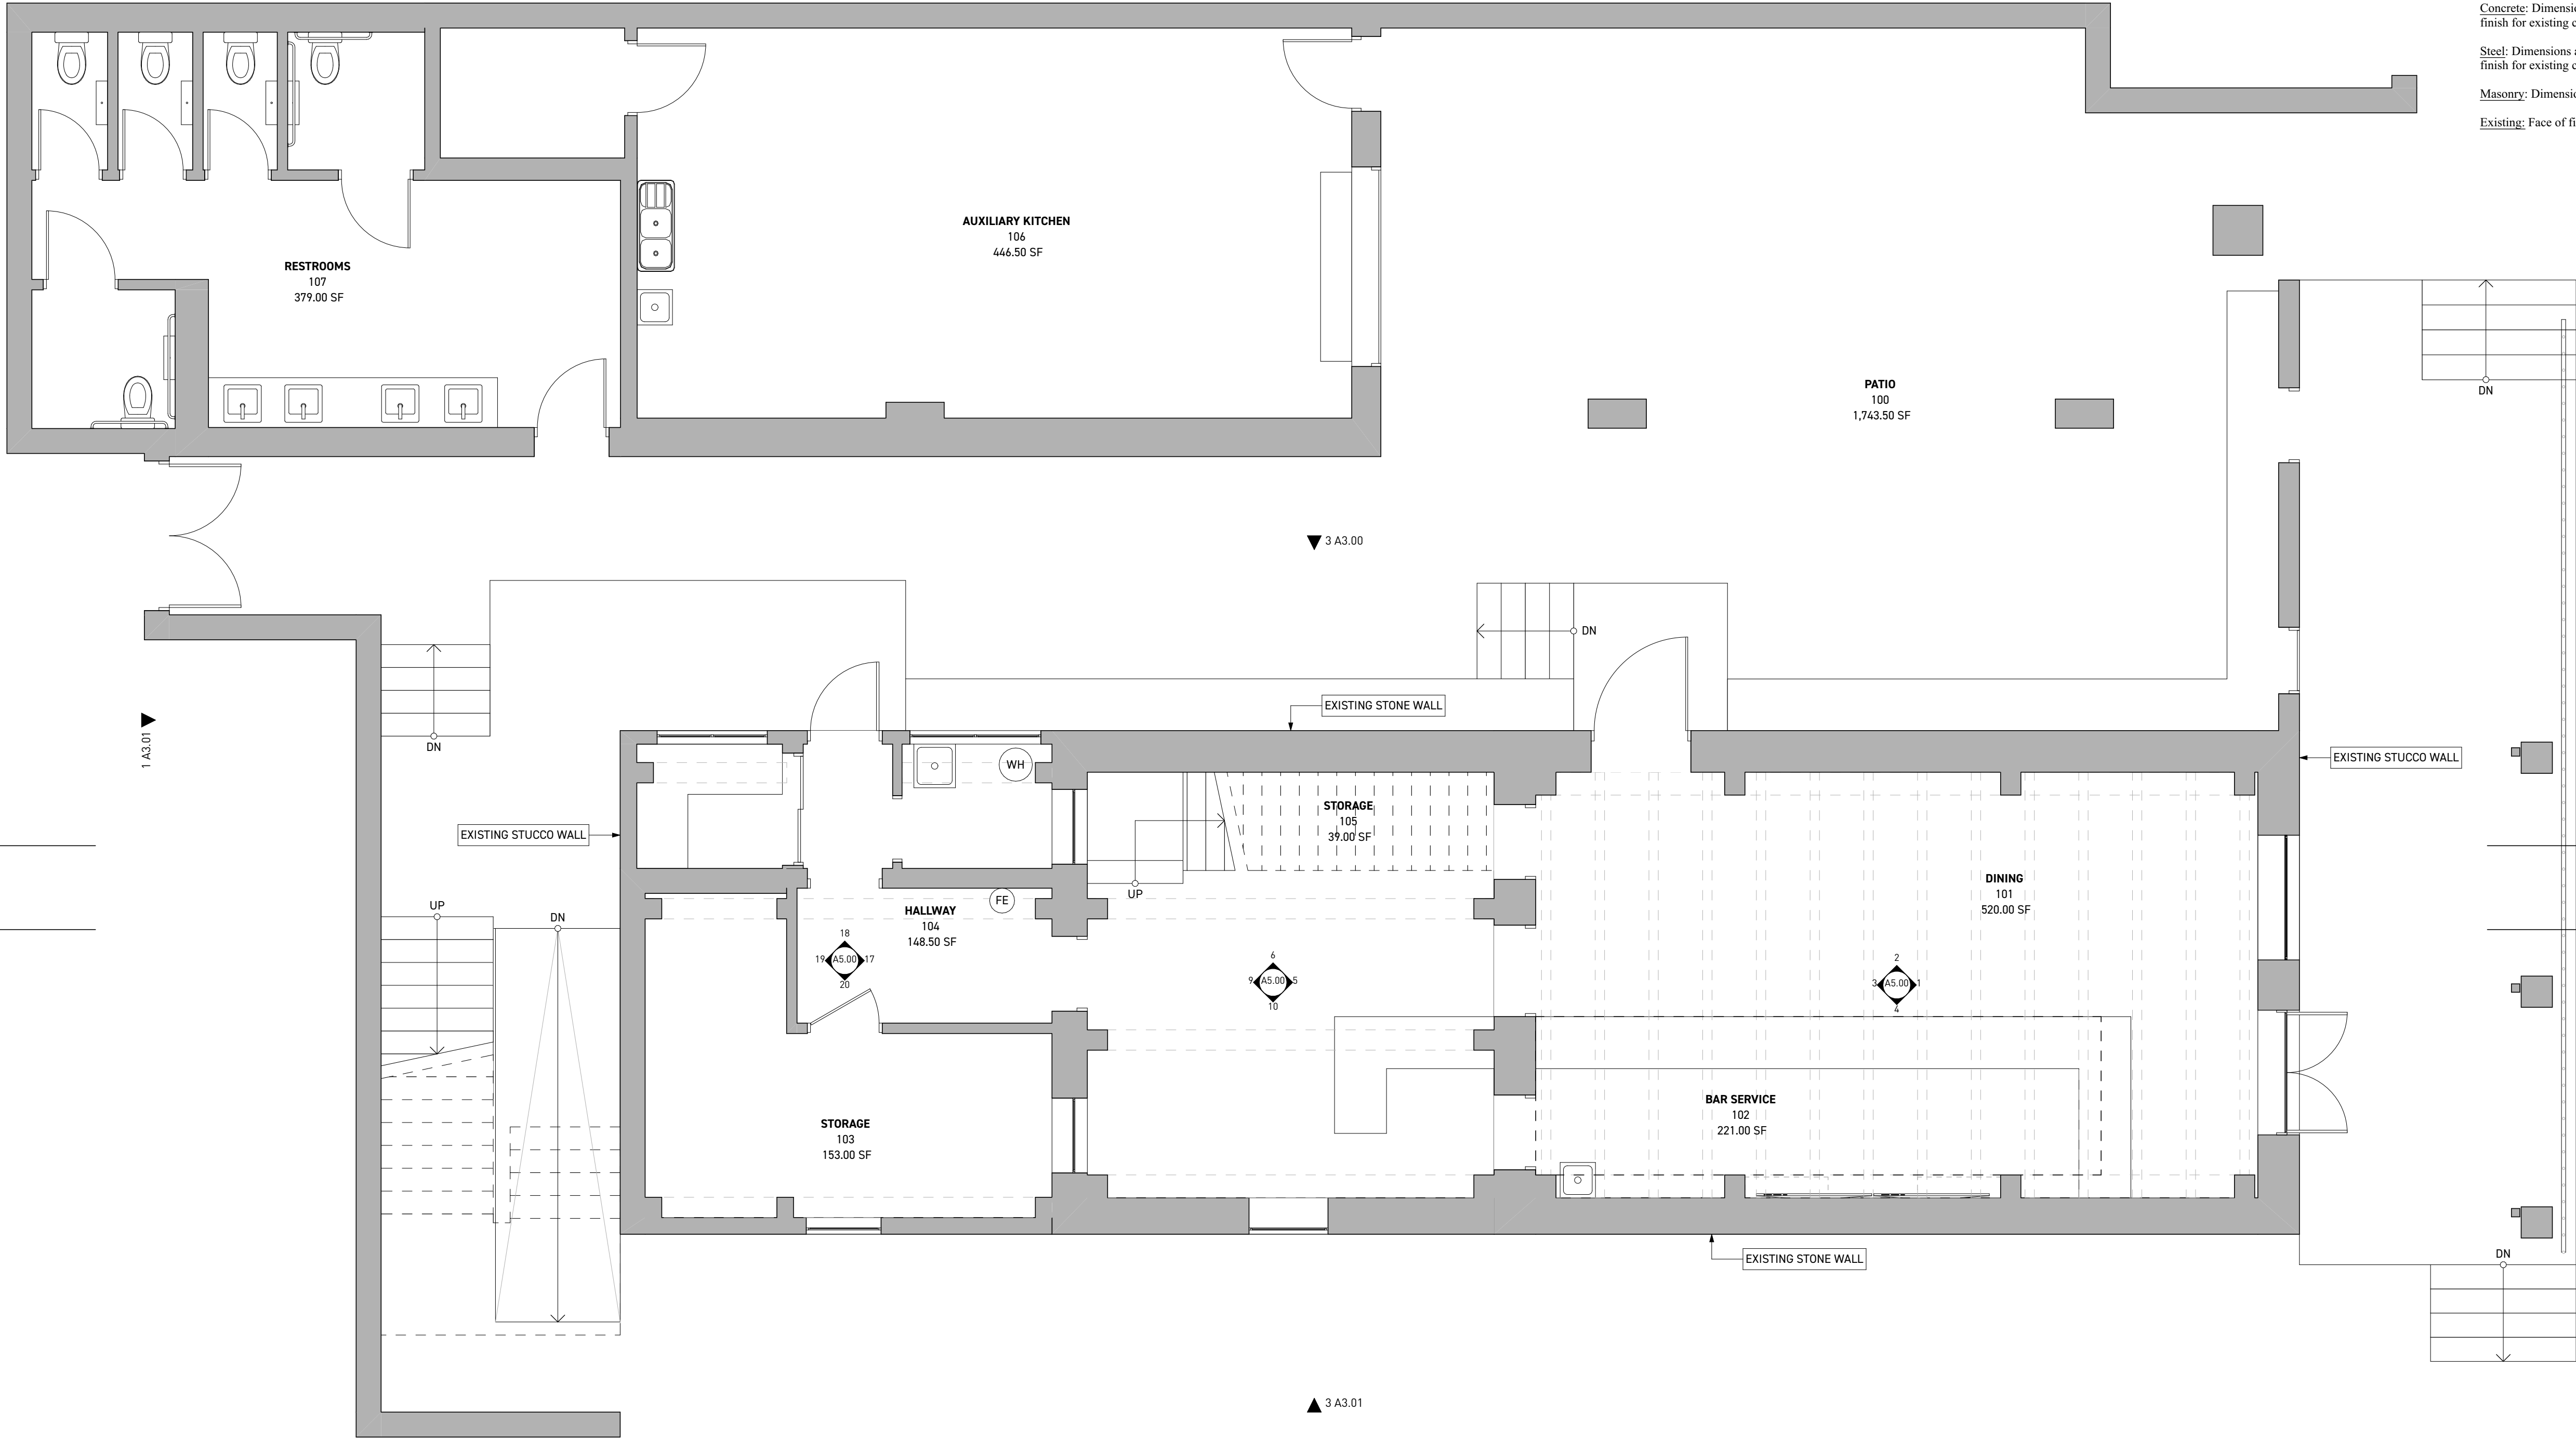 Concrete: Dimensi
finish for existing c
Steel: Dimensions a
finish for existing c
Masonry: Dimensi
Existing: Face of fi
AUXILIARY KITCHEN
106
446.50 SF
RESTROOMS
107
379.00 SF
PATIO
100
1,743.50 SF
DN
3 A3.00
DN
EXISTING STONE WALL
1 A3.01
DN
EXISTING STUCCO WALL
WH
STORAGE
105
39.00 SF
EXISTING STUCCO WALL
UP
DINING
101
520.00 SF
UP
DN
FE
HALLWAY
104
148.50 SF
18
19 A5.00 17
20
6
9 A5.00 5
10
2
3 A5.00 1
4
BAR SERVICE
102
221.00 SF
STORAGE
103
153.00 SF
EXISTING STONE WALL
DN
3 A3.01